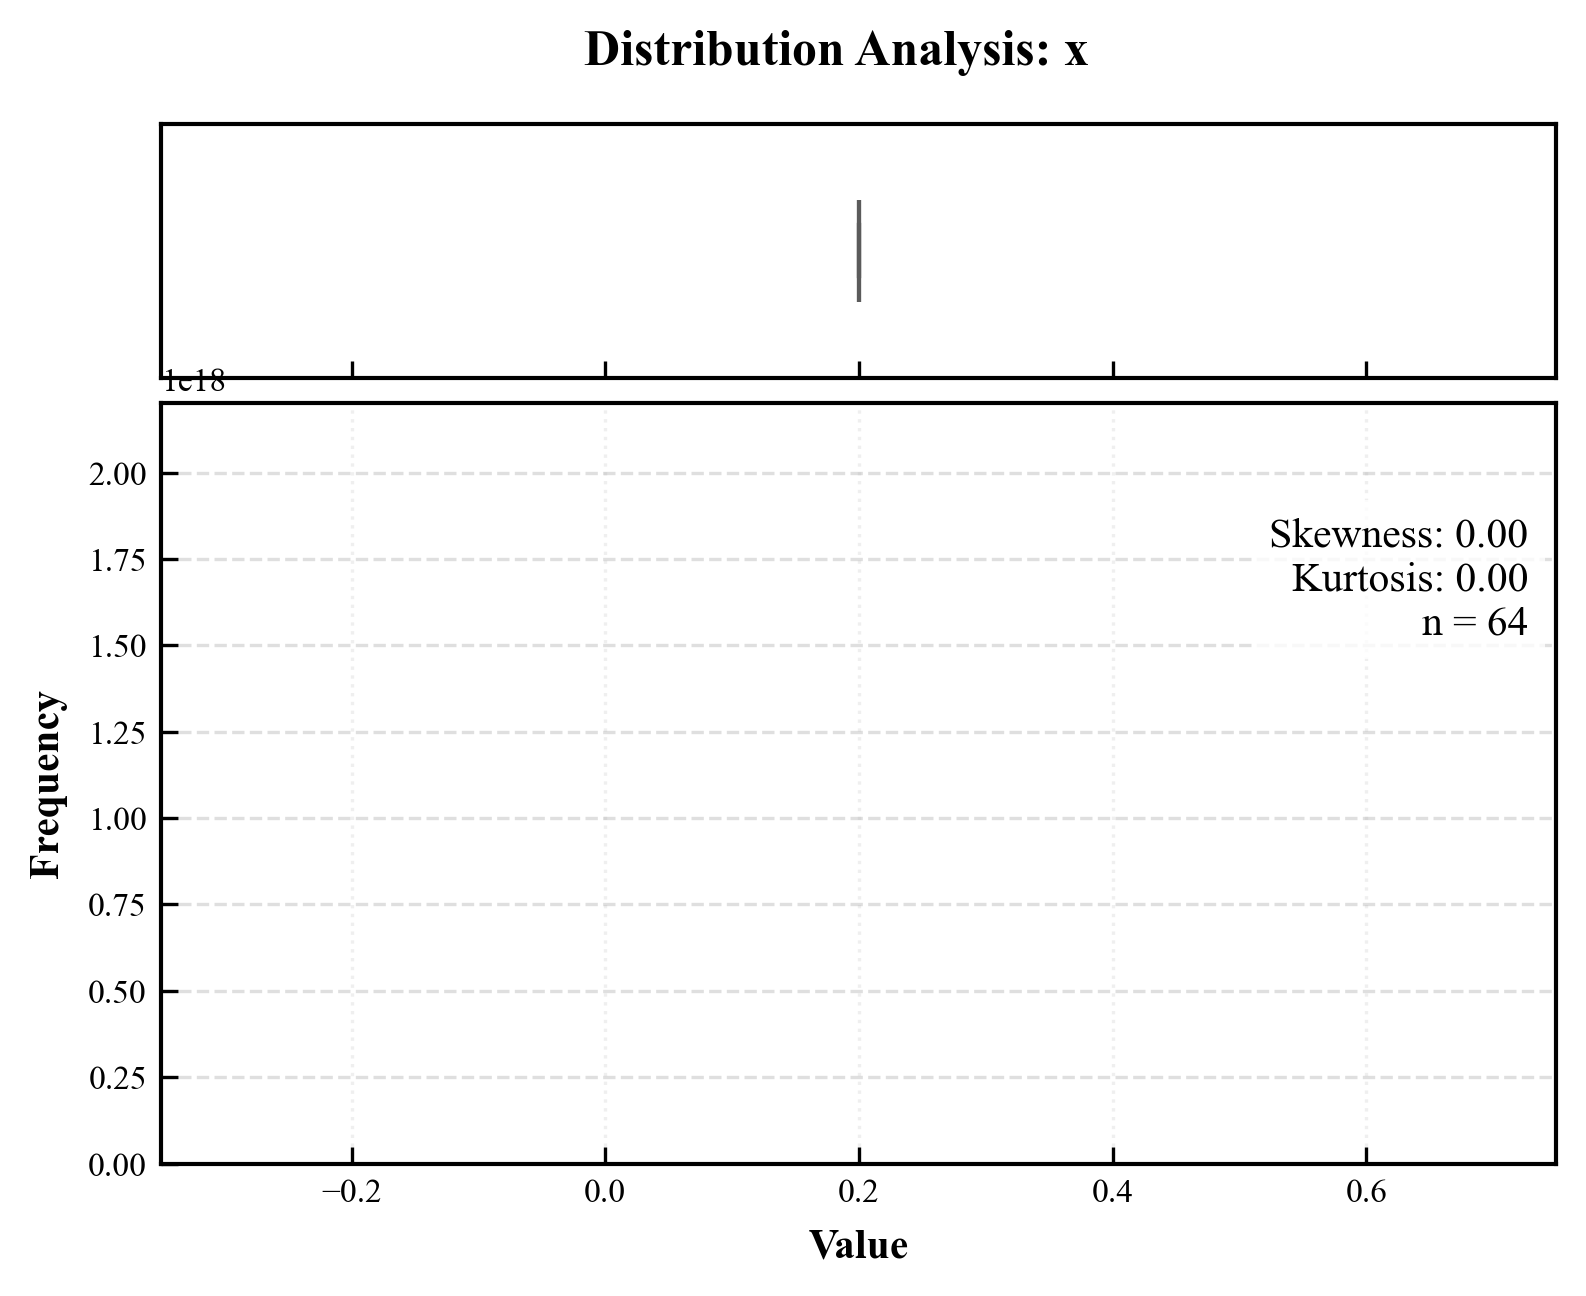 Distribution Analysis: x
1e18
2.00
1.75
1.50
1.25
1.00
0.75
0.50
0.25
0.00
Frequency
Skewness: 0.00
Kurtosis: 0.00
n = 64
−0.2
0.0
0.2
0.4
0.6
Value